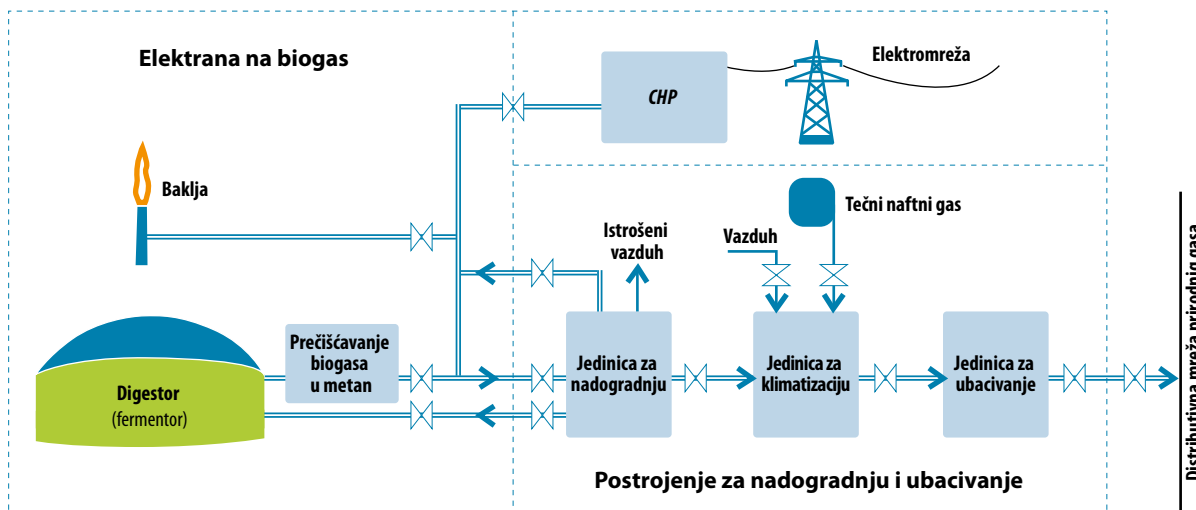 Elektrana na biogas
CHP
Elektromreža
Baklja
Tečni naftni gas
Istrošeni
vazduh
Vazduh
Prečišćavanje
biogasa
u metan
Digestor
(fermentor)
Jedinica za
nadogradnju
Jedinica za
klimatizaciju
Jedinica za
ubacivanje
Distributivna mreža prirodnig gasa
Postrojenje za nadogradnju i ubacivanje